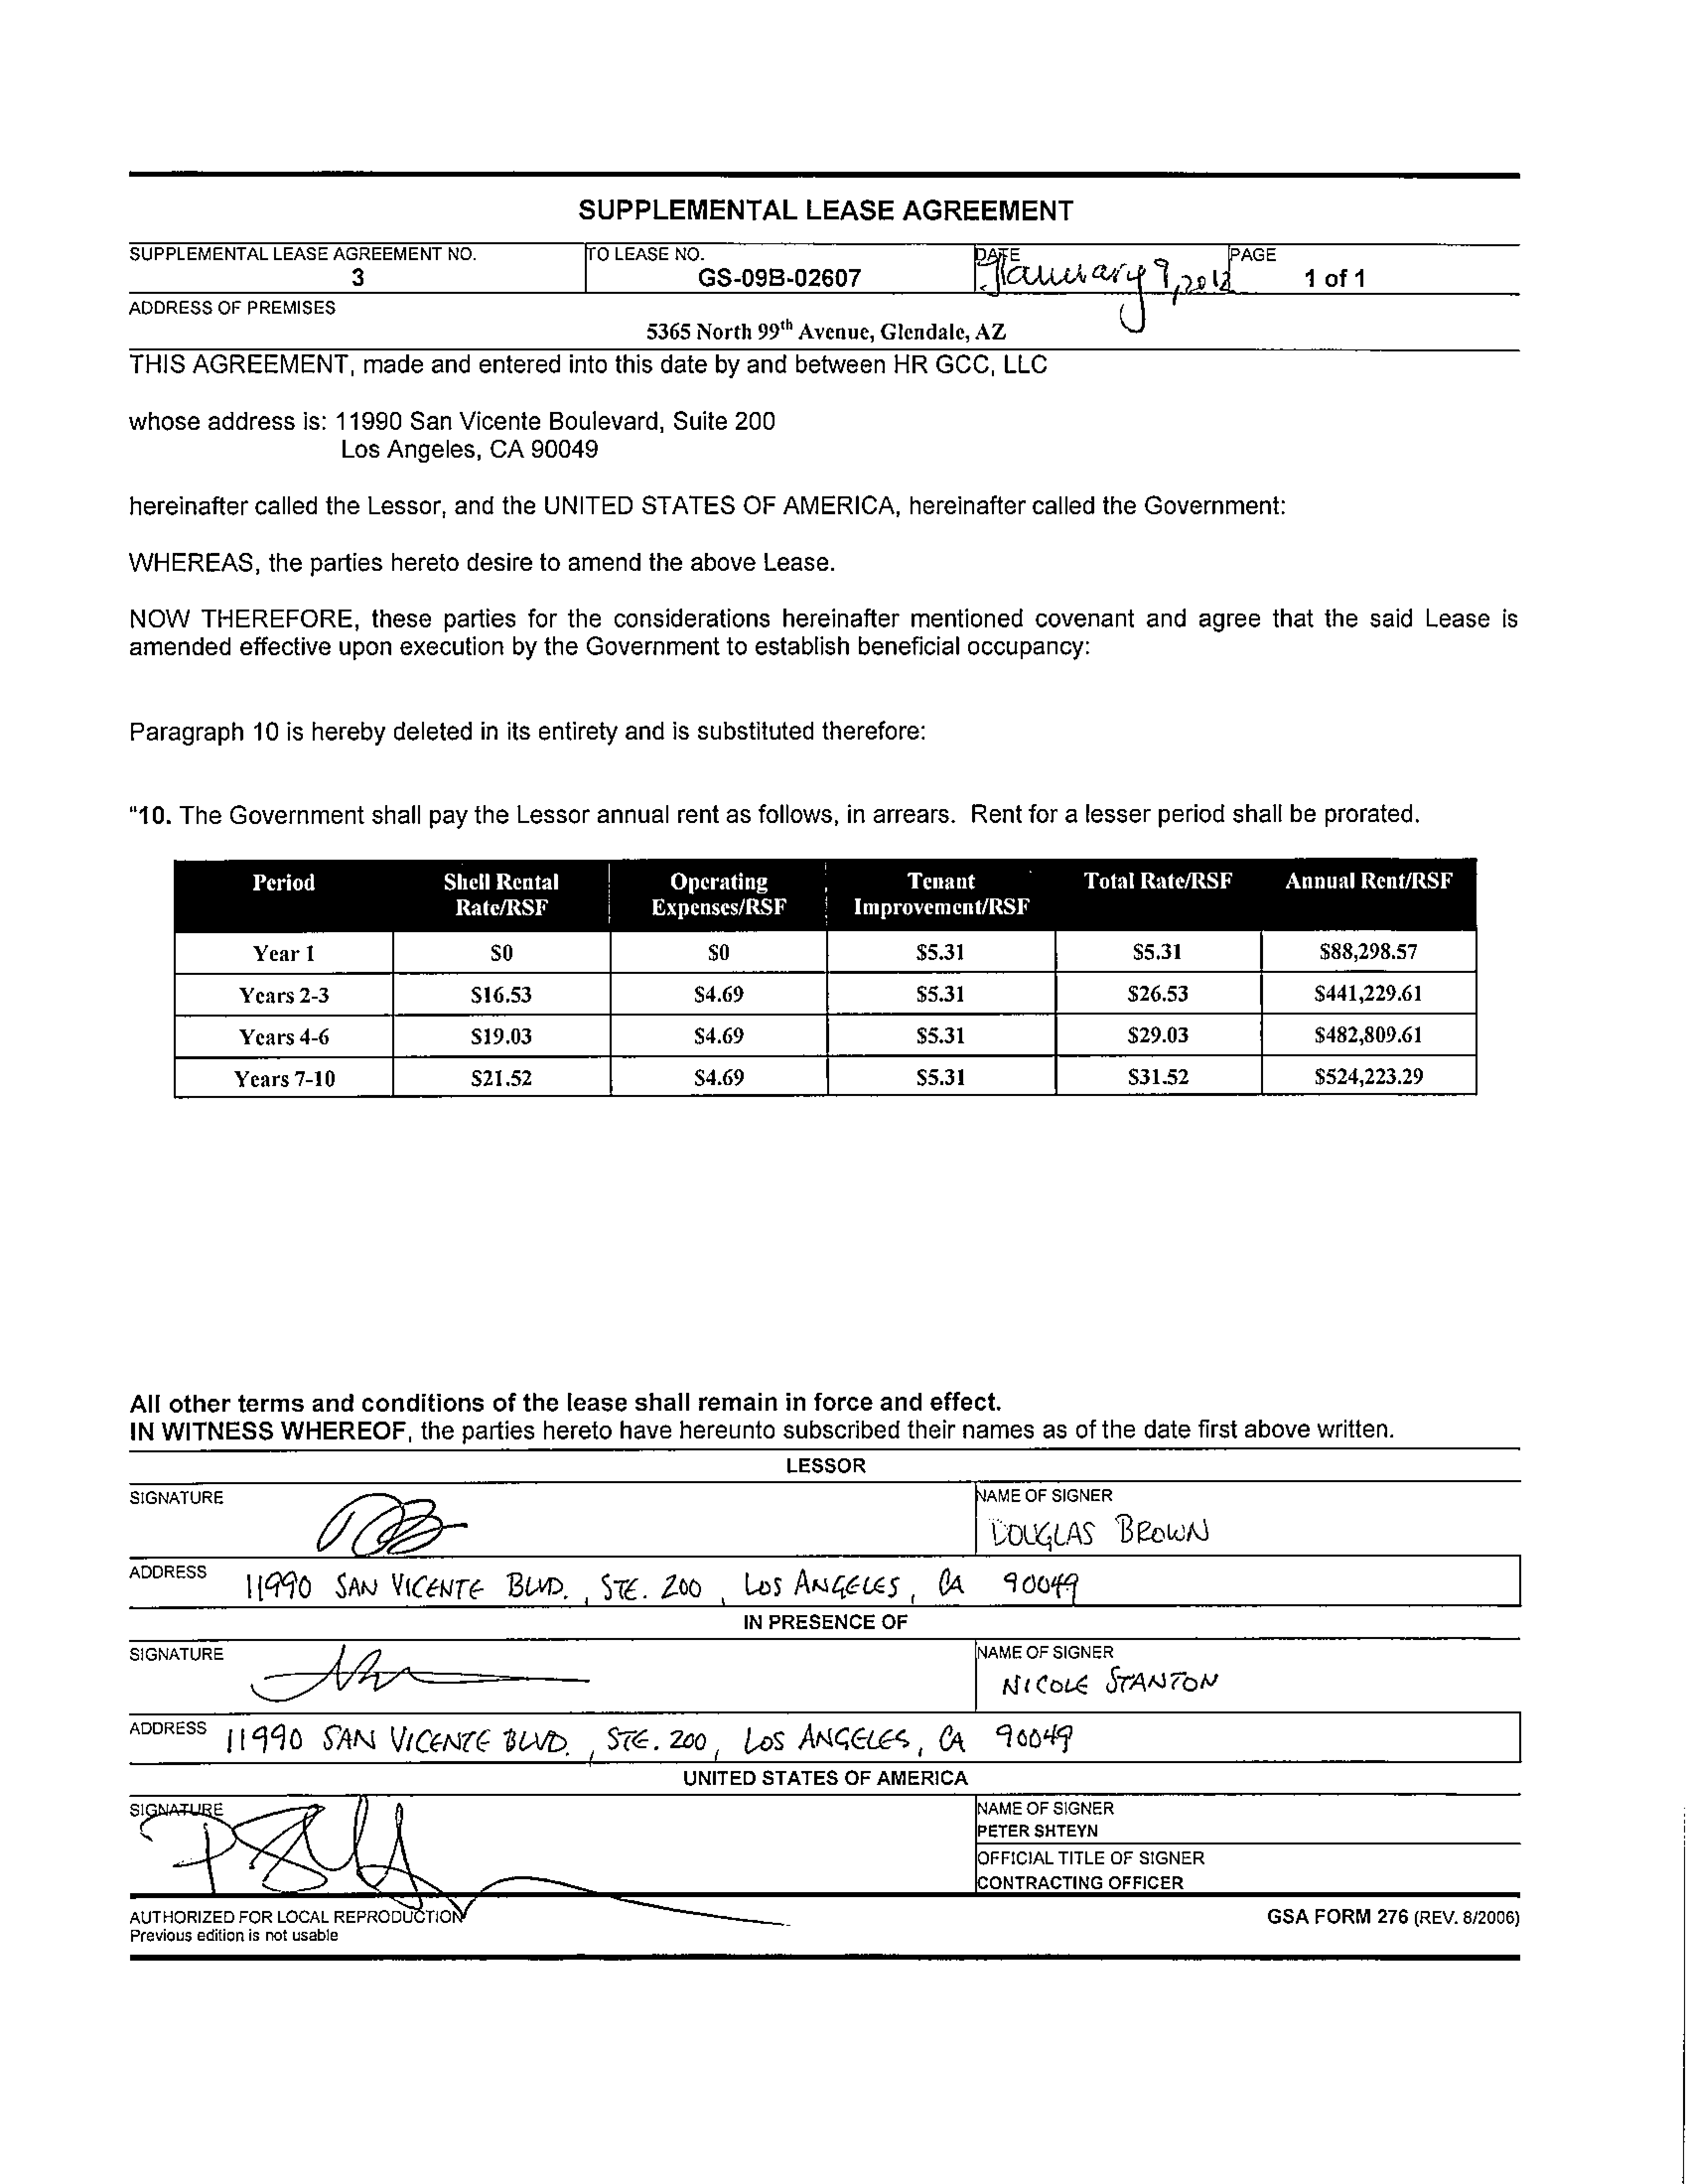 SUPPLEMENTAL LEASE AGREEMENT
SUPPLEMENTAL LEASE AGREEMENT NO. TO LEASE NO. DATE PAGE
3 GS-09B-02607 January 9, 2012 1 of 1
ADDRESS OF PREMISES
5365 North 99th Avenue, Glendale, AZ
THIS AGREEMENT, made and entered into this date by and between HR GCC, LLC
whose address is: 11990 San Vicente Boulevard, Suite 200
Los Angeles, CA 90049
hereinafter called the Lessor, and the UNITED STATES OF AMERICA, hereinafter called the Government:
WHEREAS, the parties hereto desire to amend the above Lease.
NOW THEREFORE, these parties for the considerations hereinafter mentioned covenant and agree that the said Lease is
amended effective upon execution by the Government to establish beneficial occupancy:
Paragraph 10 is hereby deleted in its entirety and is substituted therefore:
"10. The Government shall pay the Lessor annual rent as follows, in arrears. Rent for a lesser period shall be prorated.
Period Shell Rental Operating Tenant Total Rate/RSF Annual Rent/RSF
Rate/RSF Expenses/RSF Improvement/RSF
Year 1 $0 $0 $5.31 $5.31 $88,298.57
Years 2-3 $16.53 $4.69 $5.31 $26.53 $441,229.61
Years 4-6 $19.03 $4.69 $5.31 $29.03 $482,809.61
Years 7-10 $21.52 $4.69 $5.31 $31.52 $524,223.29
All other terms and conditions of the lease shall remain in force and effect.
IN WITNESS WHEREOF, the parties hereto have hereunto subscribed their names as of the date first above written.
LESSOR
SIGNATURE NAME OF SIGNER
DOUGLAS BROWN
ADDRESS 11990 SAN VICENTE BLVD., STE. 200, LOS ANGELES, CA 90049
IN PRESENCE OF
SIGNATURE NAME OF SIGNER
NICOLE STANTON
ADDRESS 11990 SAN VICENTE BLVD., STE. 200, LOS ANGELES, CA 90049
UNITED STATES OF AMERICA
SIGNATURE NAME OF SIGNER
PETER SHTEYN
OFFICIAL TITLE OF SIGNER
CONTRACTING OFFICER
AUTHORIZED FOR LOCAL REPRODUCTION GSA FORM 276 (REV. 8/2006)
Previous edition is not usable